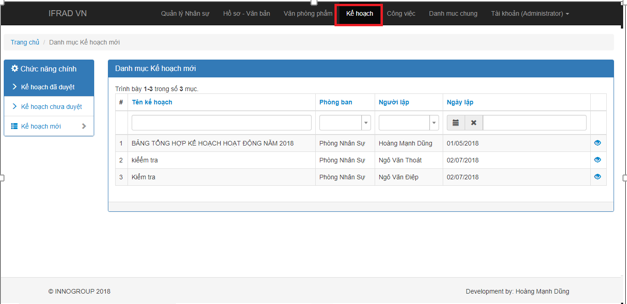 IFRAD VN
Quản lý Nhân sự Hồ sơ - Văn bản Văn phòng phẩm Kế hoạch Công việc Danh mục chung Tài khoản (Administrator)
Trang chủ / Danh mục Kế hoạch mới
Chức năng chính
Kế hoạch đã duyệt
Kế hoạch chưa duyệt
Kế hoạch mới
Danh mục Kế hoạch mới
Trình bày 1-3 trong số 3 mục.
# Tên kế hoạch Phòng ban Người lập Ngày lập
1 BẢNG TỔNG HỢP KẾ HOẠCH HOẠT ĐỘNG NĂM 2018 Phòng Nhân Sự Hoàng Mạnh Dũng 01/05/2018
2 kiểểm tra Phòng Nhân Sự Ngô Văn Thoát 02/07/2018
3 Kiểm tra Phòng Nhân Sự Ngô Văn Điệp 02/07/2018
© INNOGROUP 2018
Development by: Hoàng Mạnh Dũng